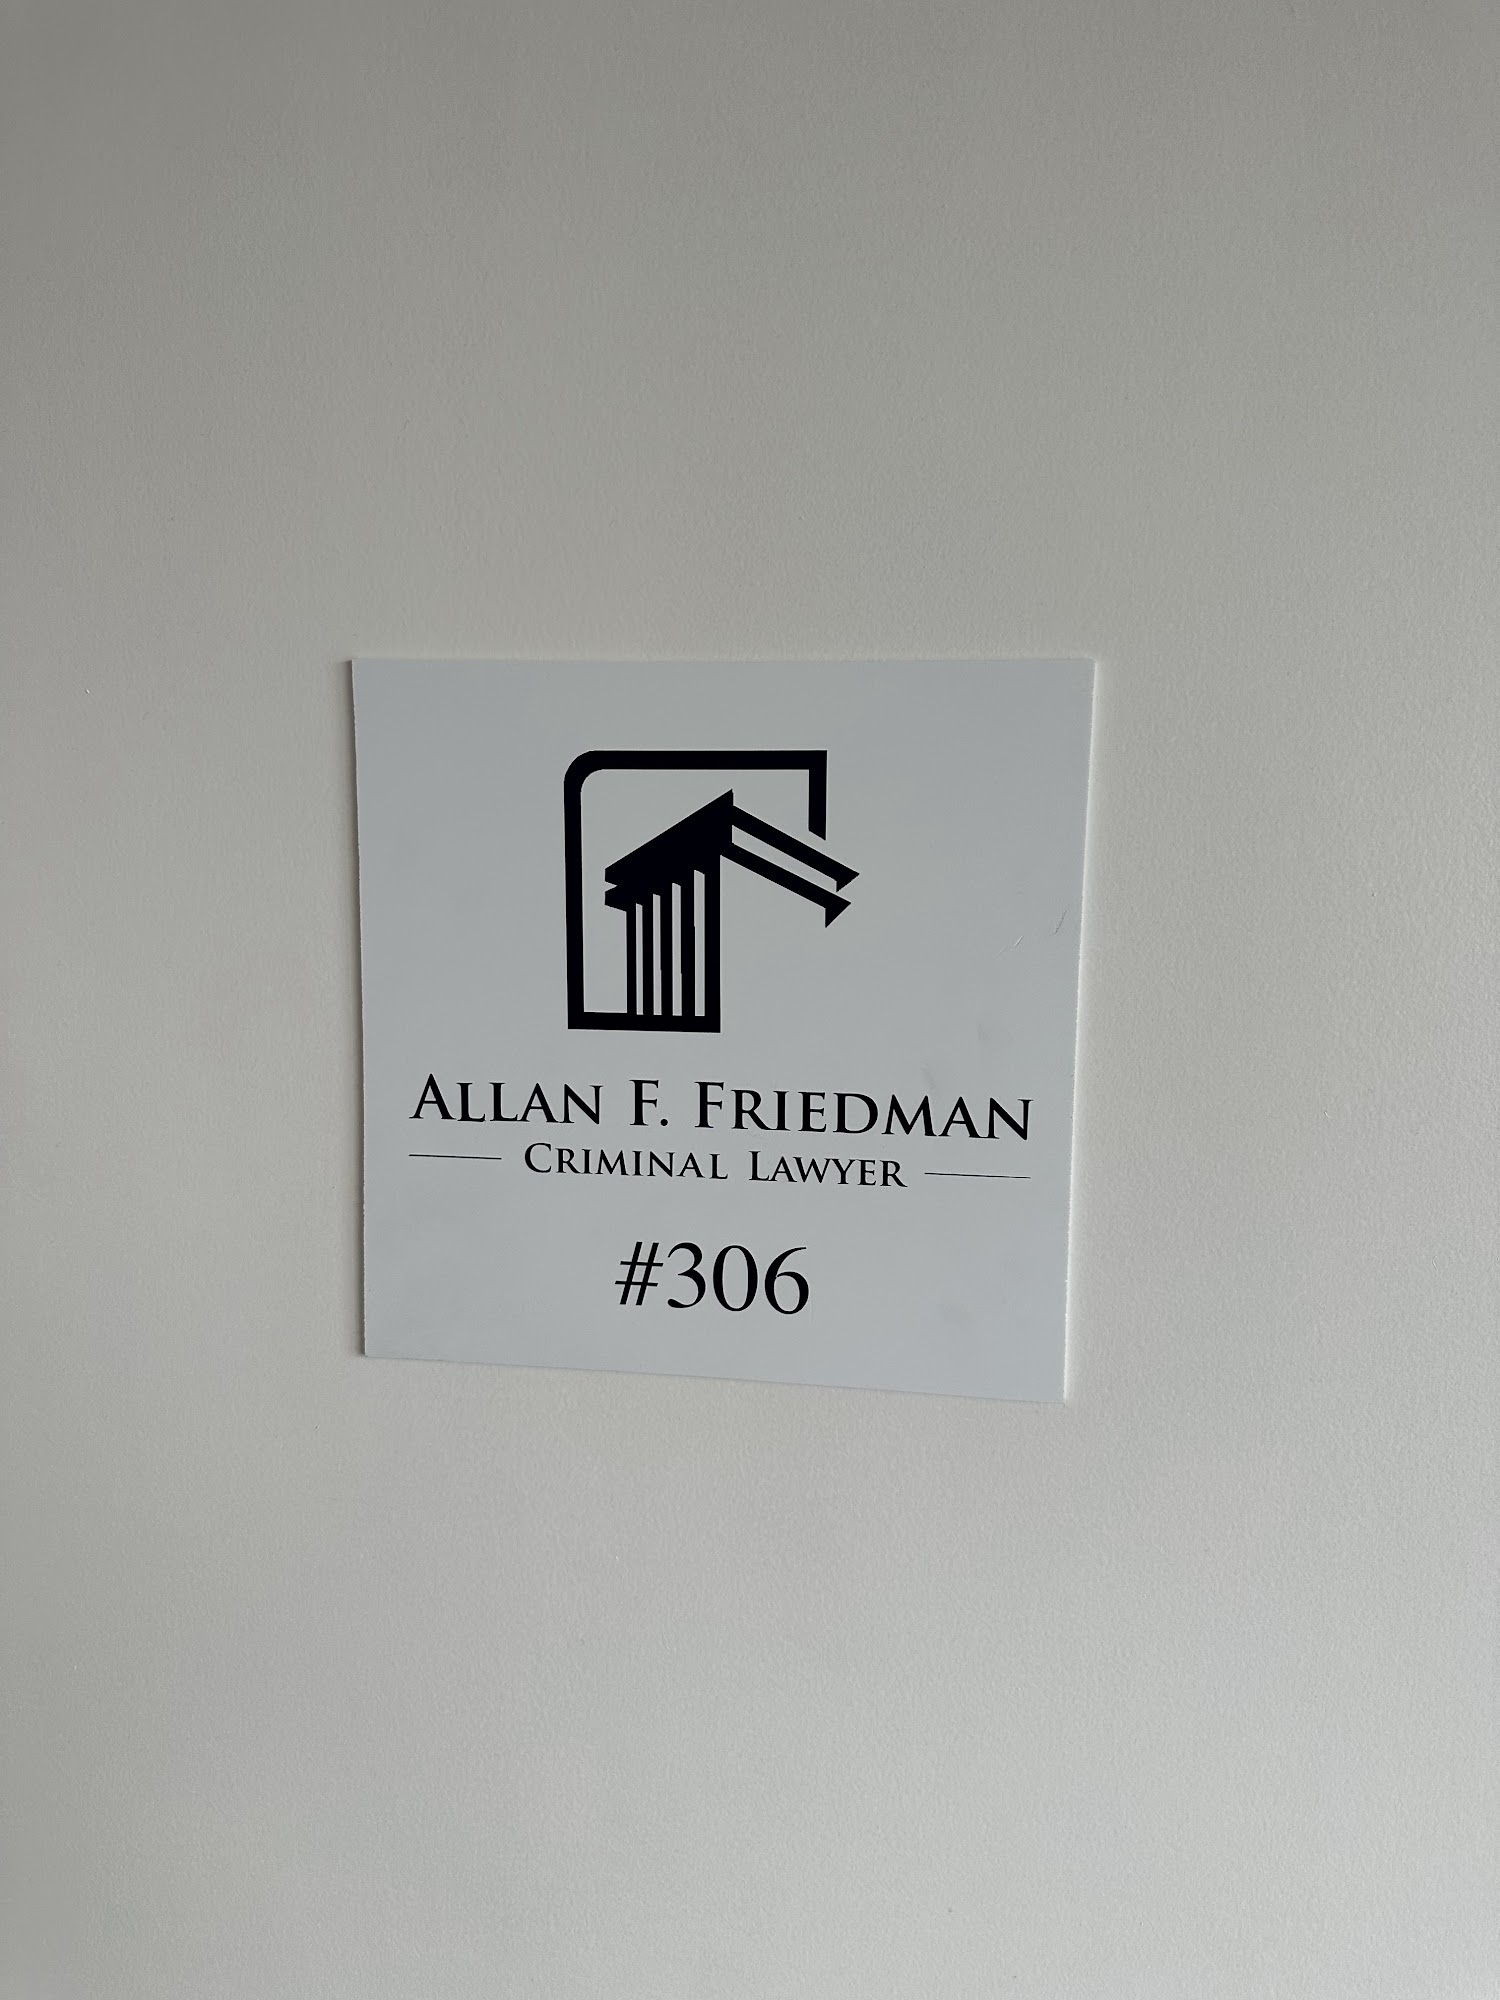 ALLAN F. FRIEDMAN
CRIMINAL LAWYER
#306